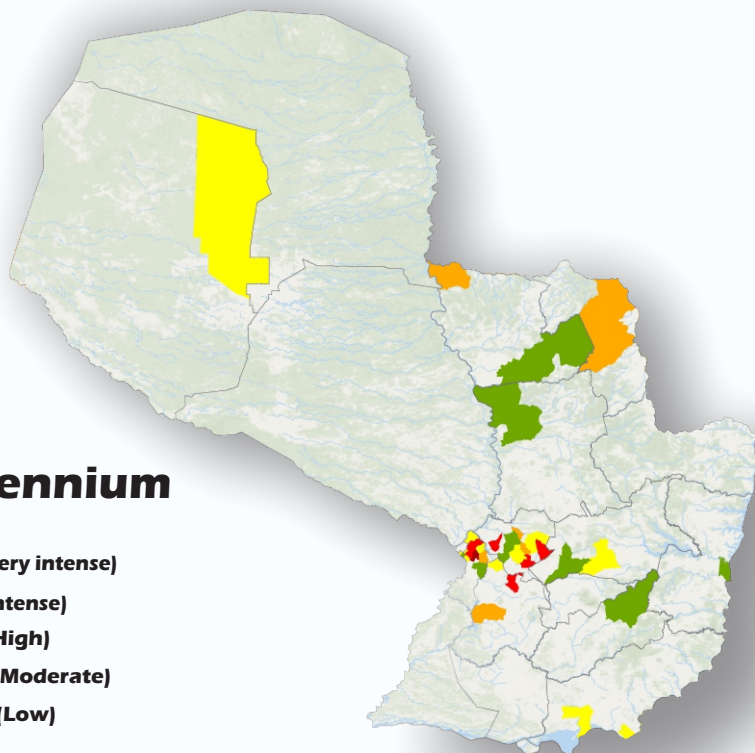 ennium
ery intense)
ntense)
High)
Moderate)
(Low)